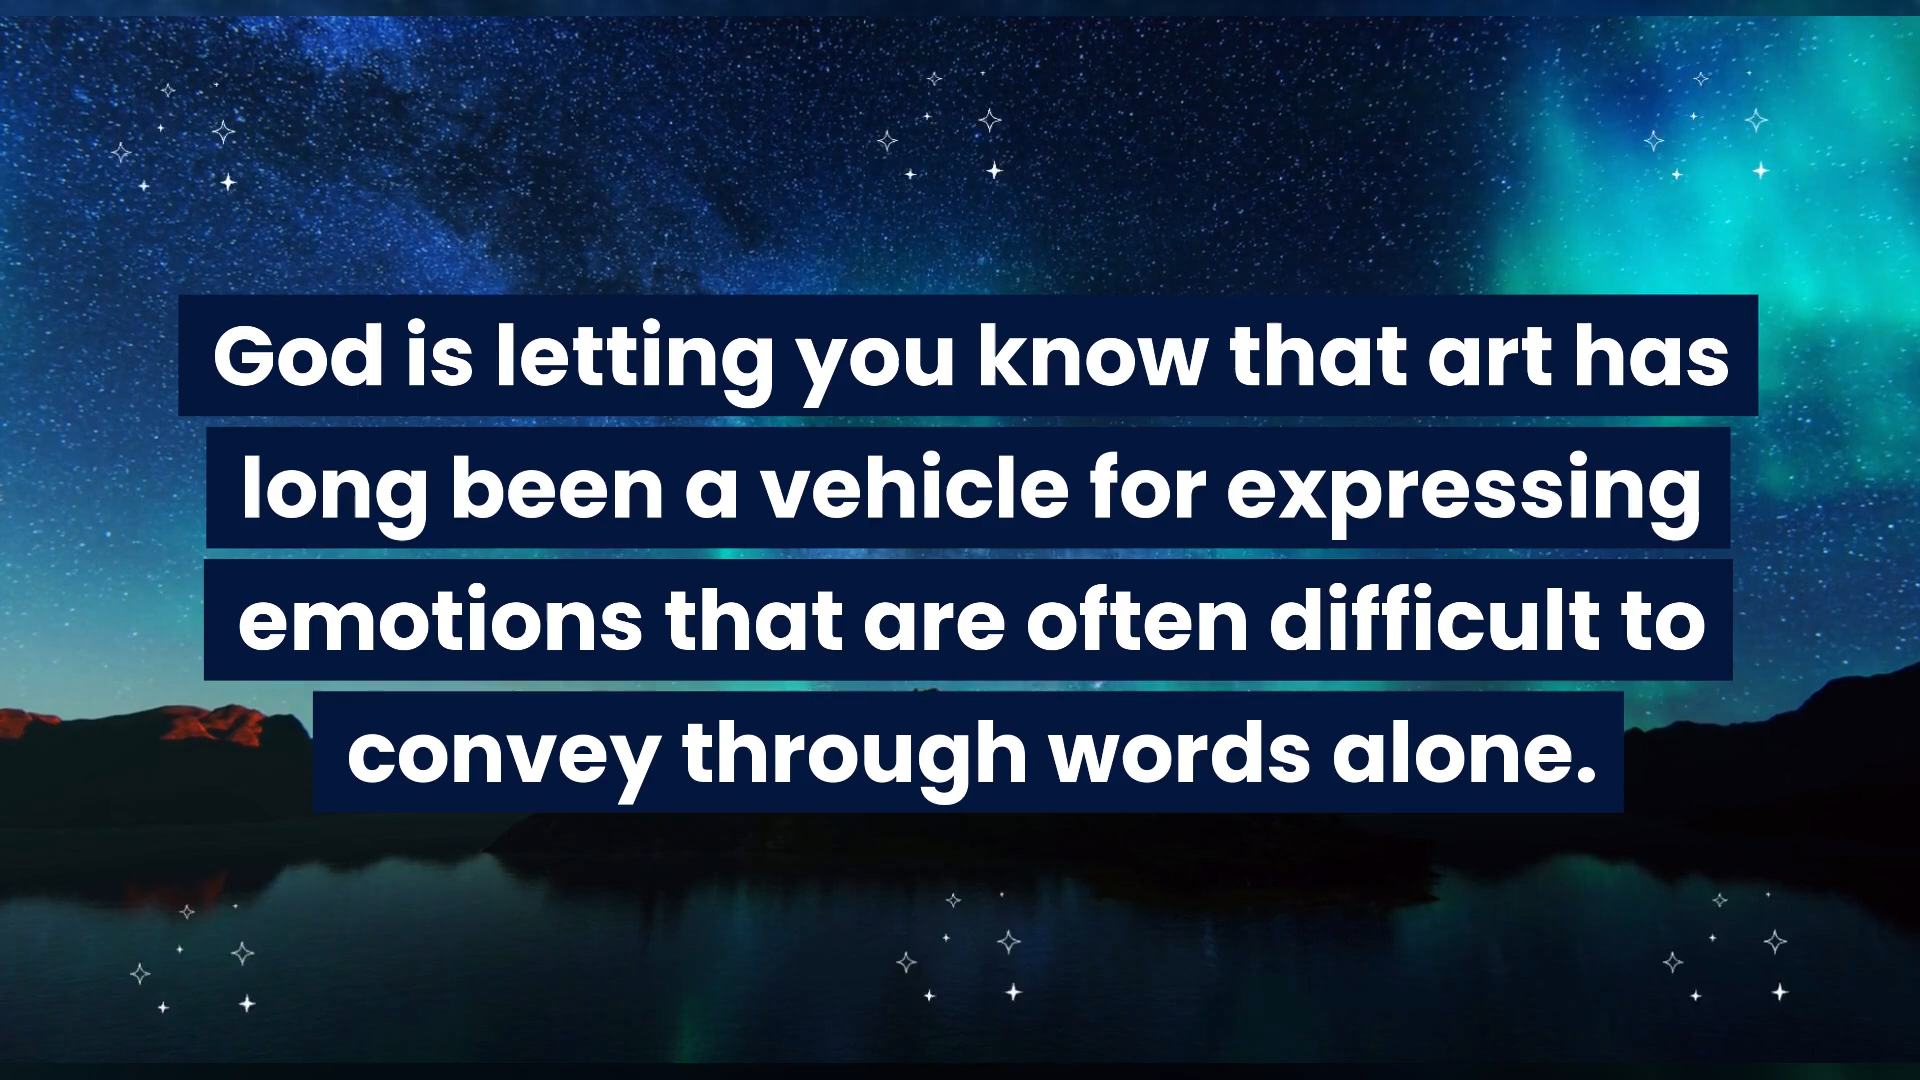 God is letting you know that art has
long been a vehicle for expressing
emotions that are often difficult to
convey through words alone.